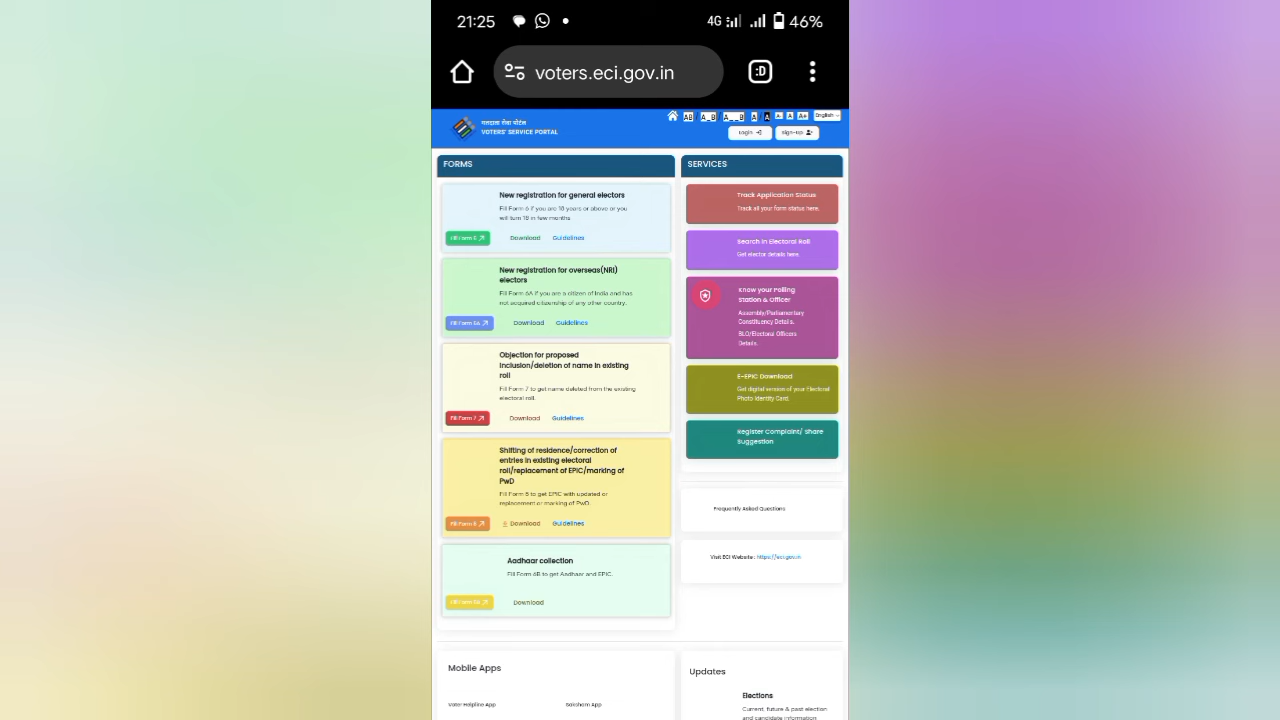 21:25
4G
46%
voters.eci.gov.in
:D
मतदाता सेवा पोर्टल
VOTERS' SERVICE PORTAL
AB / A_B / A__B A / A A- A A+ English
Login Sign-Up
FORMS
New registration for general electors
Fill Form 6 if you are 18 years or above or you
will turn 18 in few months
Fill Form 6 Download Guidelines
New registration for overseas(NRI)
electors
Fill Form 6A if you are a citizen of India and has
not acquired citizenship of any other country.
Fill Form 6A Download Guidelines
Objection for proposed
inclusion/deletion of name in existing
roll
Fill Form 7 to get name deleted from the existing
electoral roll.
Fill Form 7 Download Guidelines
Shifting of residence/correction of
entries in existing electoral
roll/replacement of EPIC/marking of
PwD
Fill Form 8 to get EPIC with updated or
replacement or marking of PwD.
Fill Form 8 Download Guidelines
Aadhaar collection
Fill Form 6B to get Aadhaar and EPIC.
Fill Form 6B Download
SERVICES
Track Application Status
Track all your form status here.
Search in Electoral Roll
Get elector details here.
Know your Polling
Station & Officer
Assembly/Parliamentary
Constituency Details,
BLO/Electoral Officers
Details.
E-EPIC Download
Get digital version of your Electoral
Photo Identity Card.
Register Complaint/ Share
Suggestion
Frequently Asked Questions
Visit ECI Website : https://eci.gov.in
Mobile Apps
Voter Helpline App Saksham App
Updates
Elections
Current, future & past election
and candidate information